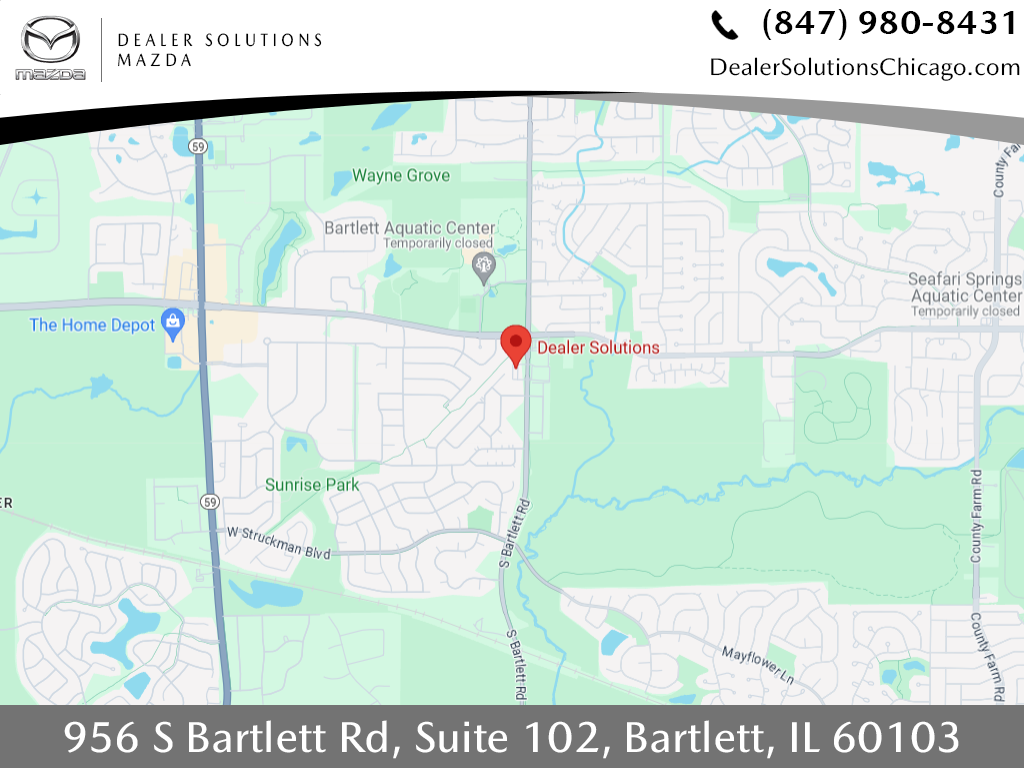 mazda
DEALER SOLUTIONS
MAZDA
(847) 980-8431
DealerSolutionsChicago.com
59
County Fa
Wayne Grove
Bartlett Aquatic Center
Temporarily closed
Seafari Springs
Aquatic Center
Temporarily closed
The Home Depot
Dealer Solutions
Sunrise Park
ER
59
W Struckman Blvd
S Bartlett Rd
County Farm Rd
S Bartlett Rd
Mayflower Ln
County Farm Rd
956 S Bartlett Rd, Suite 102, Bartlett, IL 60103